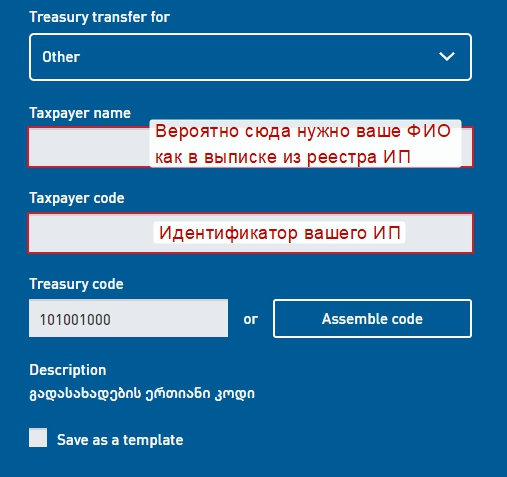 Treasury transfer for
Other
Taxpayer name
Вероятно сюда нужно ваше ФИО
как в выписке из реестра ИП
Taxpayer code
Идентификатор вашего ИП
Treasury code
101001000 or Assemble code
Description
გადასახადების ერთიანი კოდი
Save as a template